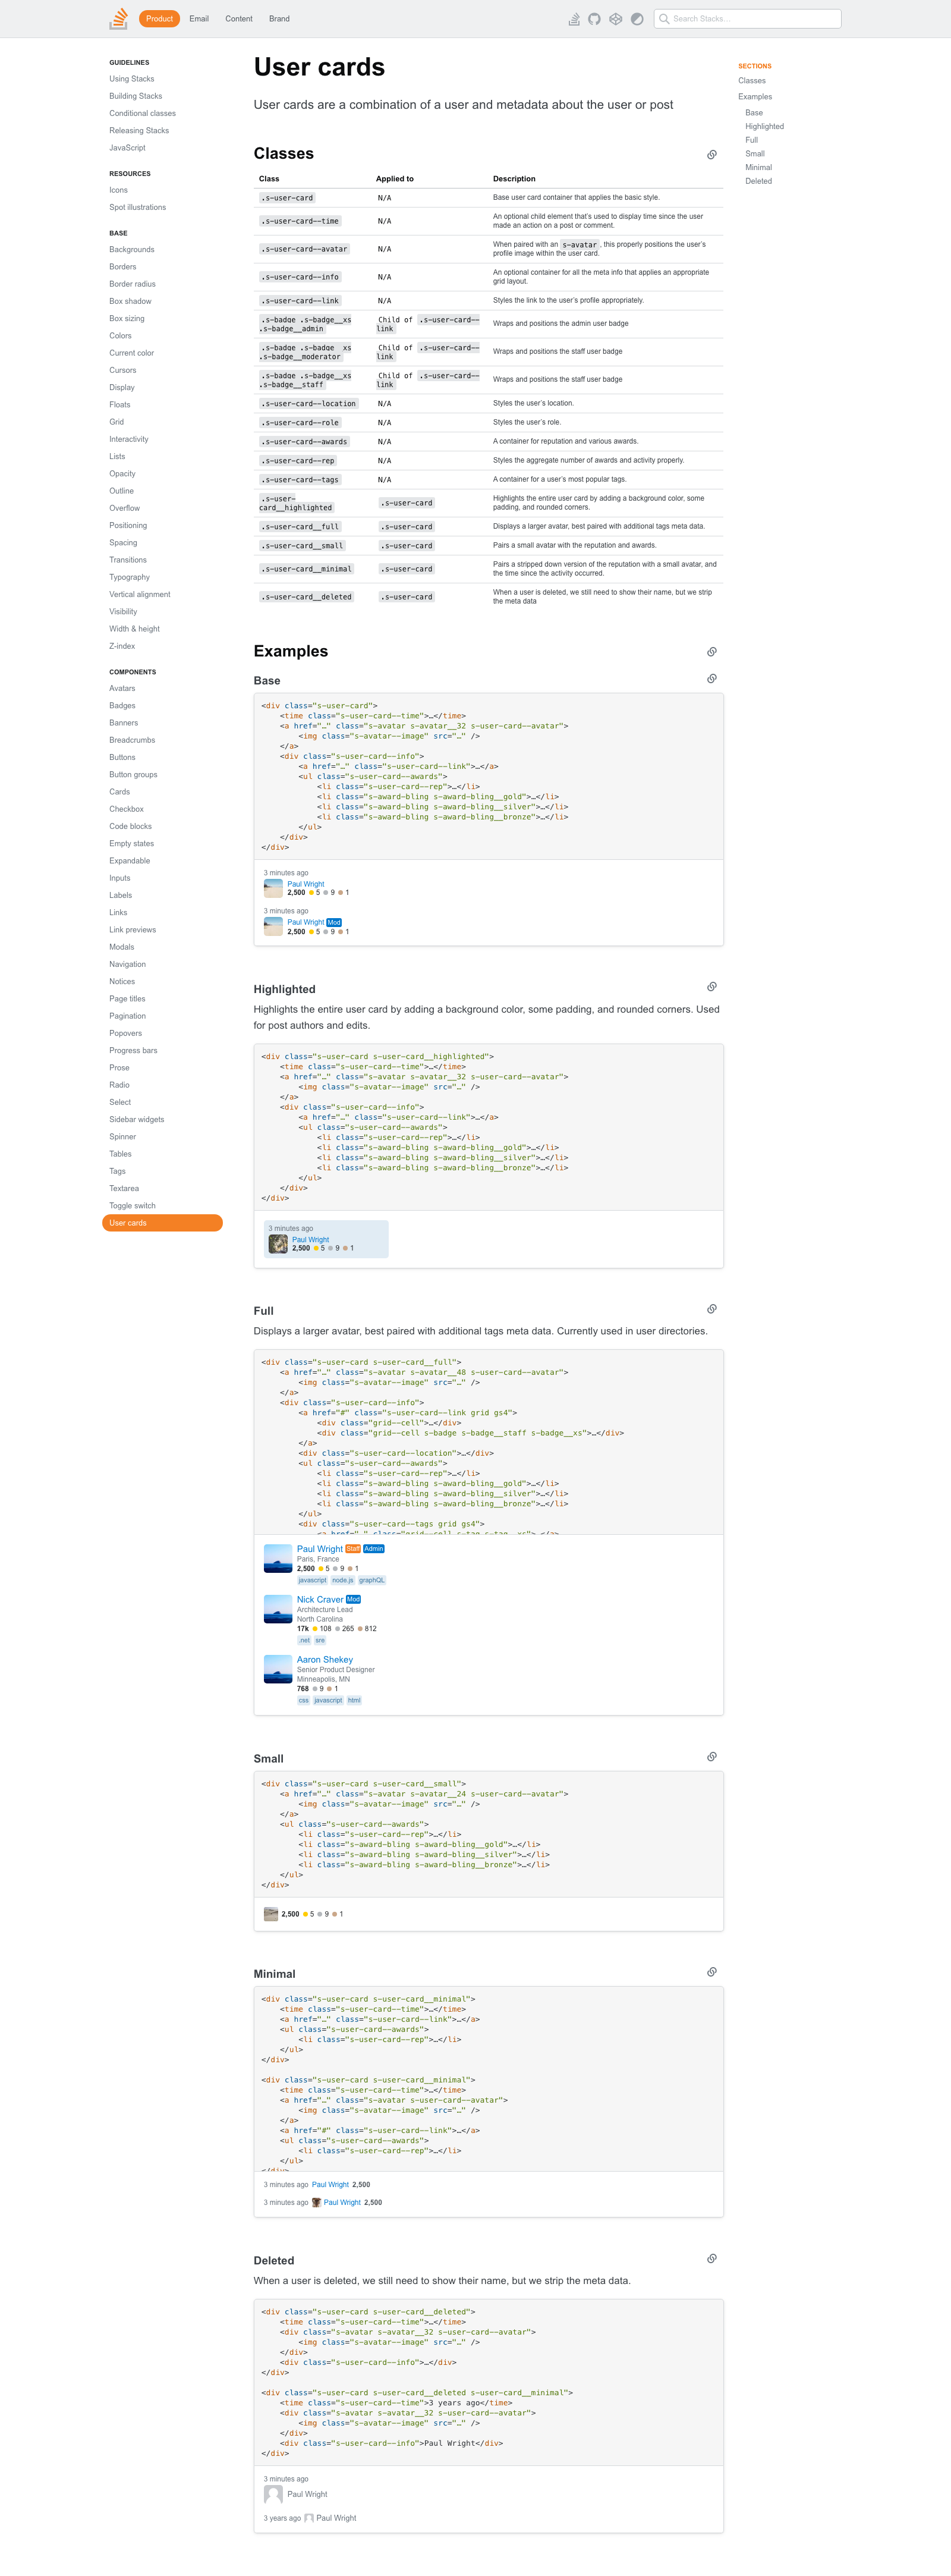 Product Email Content Brand
Search Stacks…
GUIDELINES
Using Stacks
Building Stacks
Conditional classes
Releasing Stacks
JavaScript
RESOURCES
Icons
Spot illustrations
BASE
Backgrounds
Borders
Border radius
Box shadow
Box sizing
Colors
Current color
Cursors
Display
Floats
Grid
Interactivity
Lists
Opacity
Outline
Overflow
Positioning
Spacing
Transitions
Typography
Vertical alignment
Visibility
Width & height
Z-index
COMPONENTS
Avatars
Badges
Banners
Breadcrumbs
Buttons
Button groups
Cards
Checkbox
Code blocks
Empty states
Expandable
Inputs
Labels
Links
Link previews
Modals
Navigation
Notices
Page titles
Pagination
Popovers
Progress bars
Prose
Radio
Select
Sidebar widgets
Spinner
Tables
Tags
Textarea
Toggle switch
User cards
User cards
User cards are a combination of a user and metadata about the user or post
Classes
Class Applied to Description
.s-user-card N/A Base user card container that applies the basic style.
.s-user-card--time N/A An optional child element that’s used to display time since the user
made an action on a post or comment.
.s-user-card--avatar N/A When paired with an s-avatar, this properly positions the user’s
profile image within the user card.
.s-user-card--info N/A An optional container for all the meta info that applies an appropriate
grid layout.
.s-user-card--link N/A Styles the link to the user’s profile appropriately.
.s-badge .s-badge__xs Child of .s-user-card-- Wraps and positions the admin user badge
.s-badge__admin link
.s-badge .s-badge__xs Child of .s-user-card-- Wraps and positions the staff user badge
.s-badge__moderator link
.s-badge .s-badge__xs Child of .s-user-card-- Wraps and positions the staff user badge
.s-badge__staff link
.s-user-card--location N/A Styles the user’s location.
.s-user-card--role N/A Styles the user’s role.
.s-user-card--awards N/A A container for reputation and various awards.
.s-user-card--rep N/A Styles the aggregate number of awards and activity properly.
.s-user-card--tags N/A A container for a user’s most popular tags.
.s-user-
card__highlighted .s-user-card Highlights the entire user card by adding a background color, some
padding, and rounded corners.
.s-user-card__full .s-user-card Displays a larger avatar, best paired with additional tags meta data.
.s-user-card__small .s-user-card Pairs a small avatar with the reputation and awards.
.s-user-card__minimal .s-user-card Pairs a stripped down version of the reputation with a small avatar, and
the time since the activity occurred.
.s-user-card__deleted .s-user-card When a user is deleted, we still need to show their name, but we strip
the meta data
Examples
Base
<div class="s-user-card">
<time class="s-user-card--time">…</time>
<a href="…" class="s-avatar s-avatar__32 s-user-card--avatar">
<img class="s-avatar--image" src="…" />
</a>
<div class="s-user-card--info">
<a href="…" class="s-user-card--link">…</a>
<ul class="s-user-card--awards">
<li class="s-user-card--rep">…</li>
<li class="s-award-bling s-award-bling__gold">…</li>
<li class="s-award-bling s-award-bling__silver">…</li>
<li class="s-award-bling s-award-bling__bronze">…</li>
</ul>
</div>
</div>
3 minutes ago
Paul Wright
2,500 5 9 1
3 minutes ago
Paul Wright Mod
2,500 5 9 1
Highlighted
Highlights the entire user card by adding a background color, some padding, and rounded corners. Used
for post authors and edits.
<div class="s-user-card s-user-card__highlighted">
<time class="s-user-card--time">…</time>
<a href="…" class="s-avatar s-avatar__32 s-user-card--avatar">
<img class="s-avatar--image" src="…" />
</a>
<div class="s-user-card--info">
<a href="…" class="s-user-card--link">…</a>
<ul class="s-user-card--awards">
<li class="s-user-card--rep">…</li>
<li class="s-award-bling s-award-bling__gold">…</li>
<li class="s-award-bling s-award-bling__silver">…</li>
<li class="s-award-bling s-award-bling__bronze">…</li>
</ul>
</div>
</div>
3 minutes ago
Paul Wright
2,500 5 9 1
Full
Displays a larger avatar, best paired with additional tags meta data. Currently used in user directories.
<div class="s-user-card s-user-card__full">
<a href="…" class="s-avatar s-avatar__48 s-user-card--avatar">
<img class="s-avatar--image" src="…" />
</a>
<div class="s-user-card--info">
<a href="#" class="s-user-card--link grid gs4">
<div class="grid--cell">…</div>
<div class="grid--cell s-badge s-badge__staff s-badge__xs">…</div>
</a>
<div class="s-user-card--location">…</div>
<ul class="s-user-card--awards">
<li class="s-user-card--rep">…</li>
<li class="s-award-bling s-award-bling__gold">…</li>
<li class="s-award-bling s-award-bling__silver">…</li>
<li class="s-award-bling s-award-bling__bronze">…</li>
</ul>
<div class="s-user-card--tags grid gs4">
<a href="…" class="grid--cell s-tag s-tag__xs">…</a>
Paul Wright Staff Admin
Paris, France
2,500 5 9 1
javascript node.js graphQL
Nick Craver Mod
Architecture Lead
North Carolina
17k 108 265 812
.net sre
Aaron Shekey
Senior Product Designer
Minneapolis, MN
768 9 1
css javascript html
Small
<div class="s-user-card s-user-card__small">
<a href="…" class="s-avatar s-avatar__24 s-user-card--avatar">
<img class="s-avatar--image" src="…" />
</a>
<ul class="s-user-card--awards">
<li class="s-user-card--rep">…</li>
<li class="s-award-bling s-award-bling__gold">…</li>
<li class="s-award-bling s-award-bling__silver">…</li>
<li class="s-award-bling s-award-bling__bronze">…</li>
</ul>
</div>
2,500 5 9 1
Minimal
<div class="s-user-card s-user-card__minimal">
<time class="s-user-card--time">…</time>
<a href="…" class="s-user-card--link">…</a>
<ul class="s-user-card--awards">
<li class="s-user-card--rep">…</li>
</ul>
</div>
<div class="s-user-card s-user-card__minimal">
<time class="s-user-card--time">…</time>
<a href="…" class="s-avatar s-user-card--avatar">
<img class="s-avatar--image" src="…" />
</a>
<a href="#" class="s-user-card--link">…</a>
<ul class="s-user-card--awards">
<li class="s-user-card--rep">…</li>
</ul>
</div>
3 minutes ago Paul Wright 2,500
3 minutes ago Paul Wright 2,500
Deleted
When a user is deleted, we still need to show their name, but we strip the meta data.
<div class="s-user-card s-user-card__deleted">
<time class="s-user-card--time">…</time>
<div class="s-avatar s-avatar__32 s-user-card--avatar">
<img class="s-avatar--image" src="…" />
</div>
<div class="s-user-card--info">…</div>
</div>
<div class="s-user-card s-user-card__deleted s-user-card__minimal">
<time class="s-user-card--time">3 years ago</time>
<div class="s-avatar s-avatar__32 s-user-card--avatar">
<img class="s-avatar--image" src="…" />
</div>
<div class="s-user-card--info">Paul Wright</div>
</div>
3 minutes ago
Paul Wright
3 years ago Paul Wright
SECTIONS
Classes
Examples
Base
Highlighted
Full
Small
Minimal
Deleted